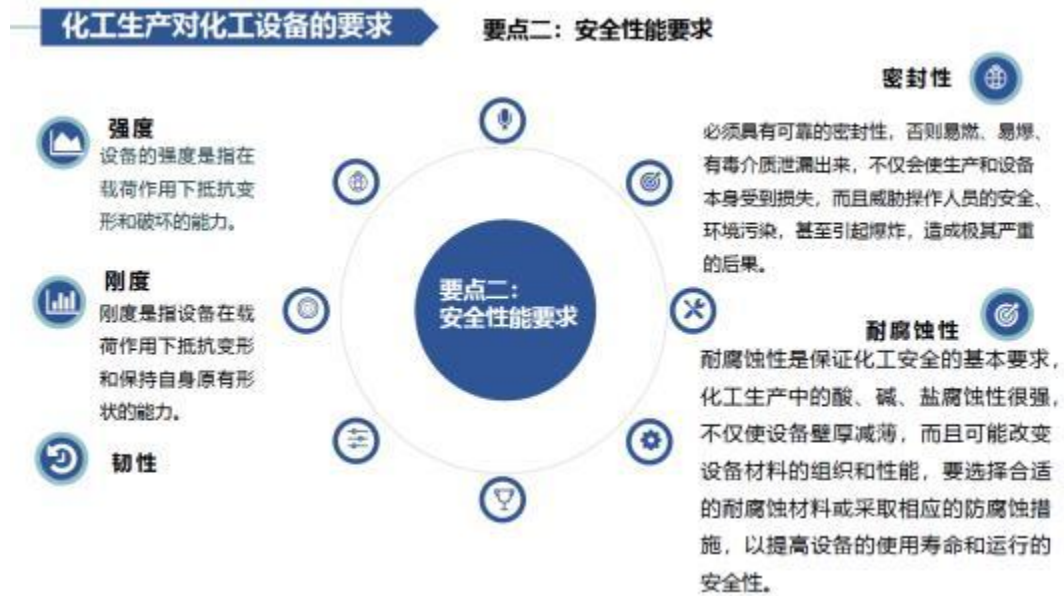 化工生产对化工设备的要求
要点二：安全性能要求
强度
设备的强度是指在
载荷作用下抵抗变
形和破坏的能力。
刚度
刚度是指设备在载
荷作用下抵抗变形
和保持自身原有形
状的能力。
韧性
要点二：
安全性能要求
密封性
必须具有可靠的密封性，否则易燃、易爆、
有毒介质泄漏出来，不仅会使生产和设备
本身受到损失，而且威胁操作人员的安全、
环境污染，甚至引起爆炸，造成极其严重
的后果。
耐腐蚀性
耐腐蚀性是保证化工安全的基本要求，
化工生产中的酸、碱、盐腐蚀性很强，
不仅使设备壁厚减薄，而且可能改变
设备材料的组织和性能，要选择合适
的耐腐蚀材料或采取相应的防腐蚀措
施，以提高设备的使用寿命和运行的
安全性。